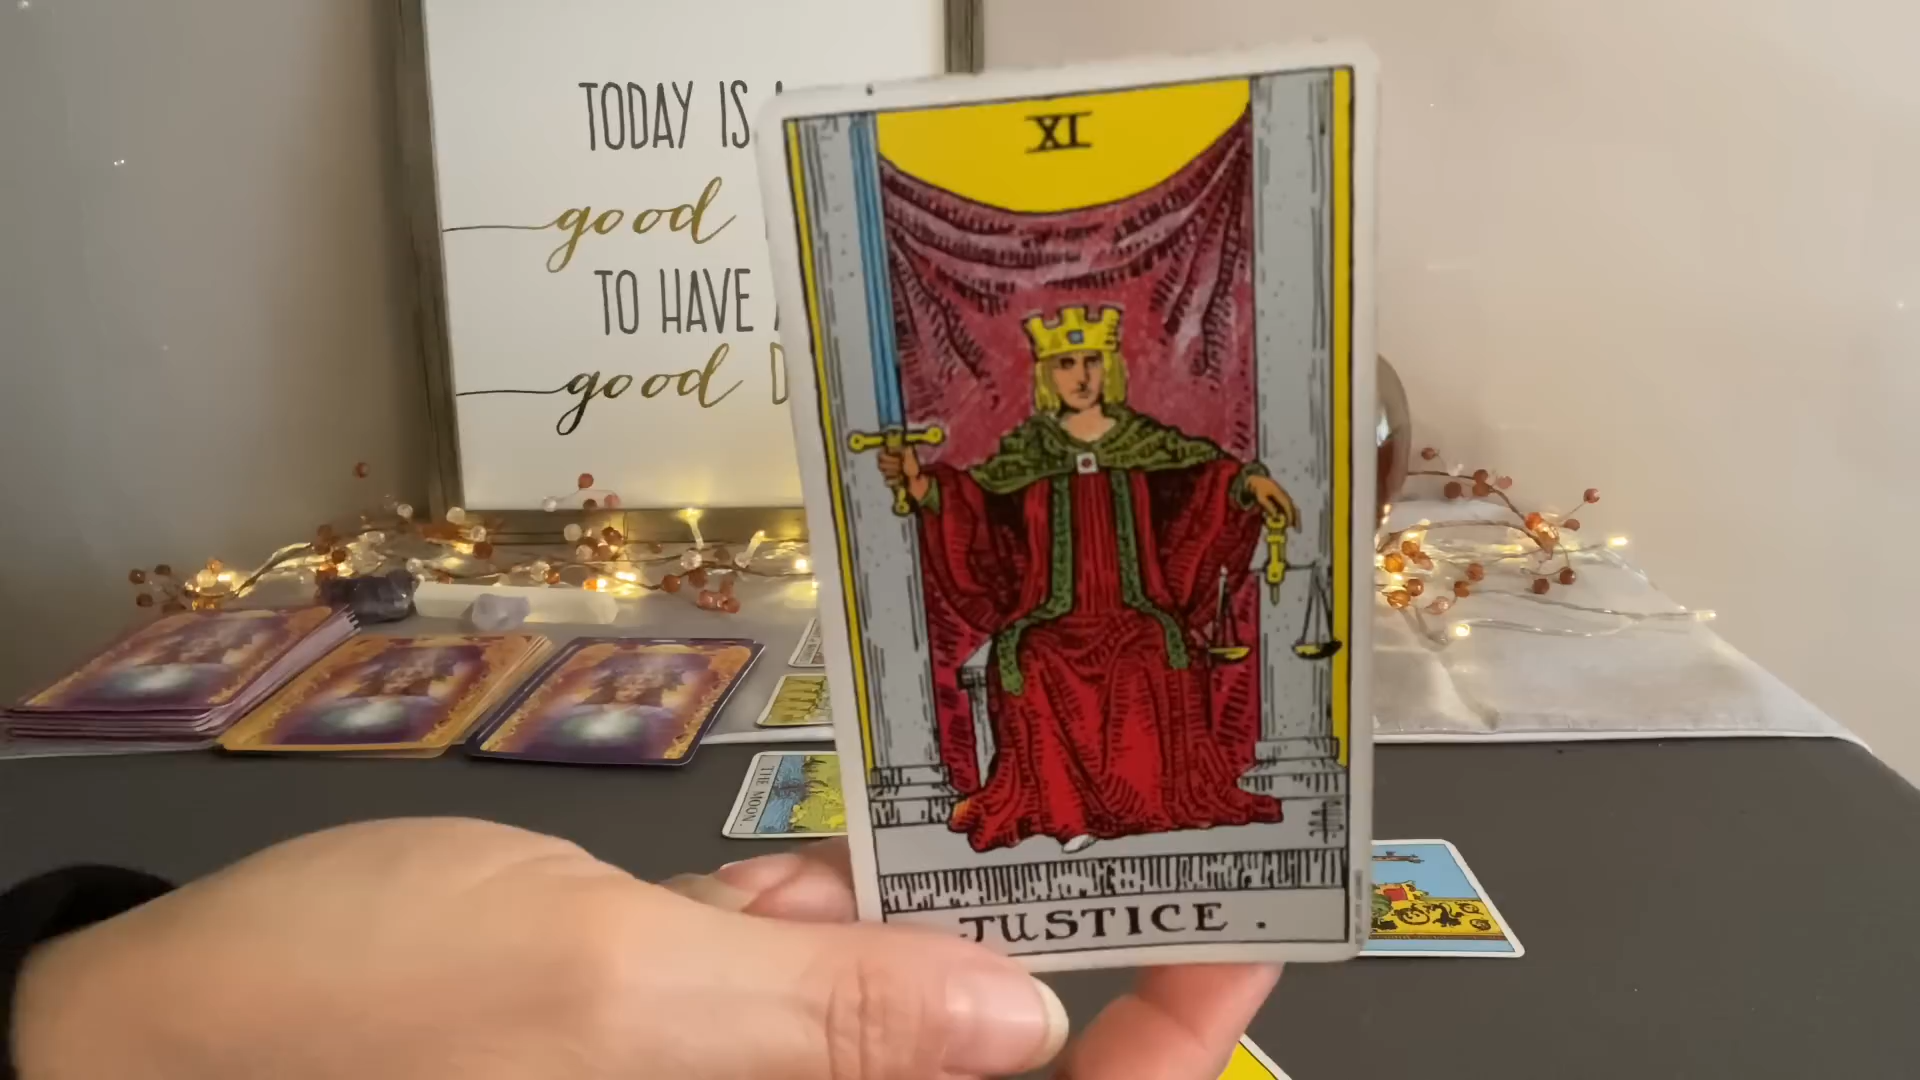 TODAY IS
good
TO HAVE
good D
XI
JUSTICE.
THE MOON.